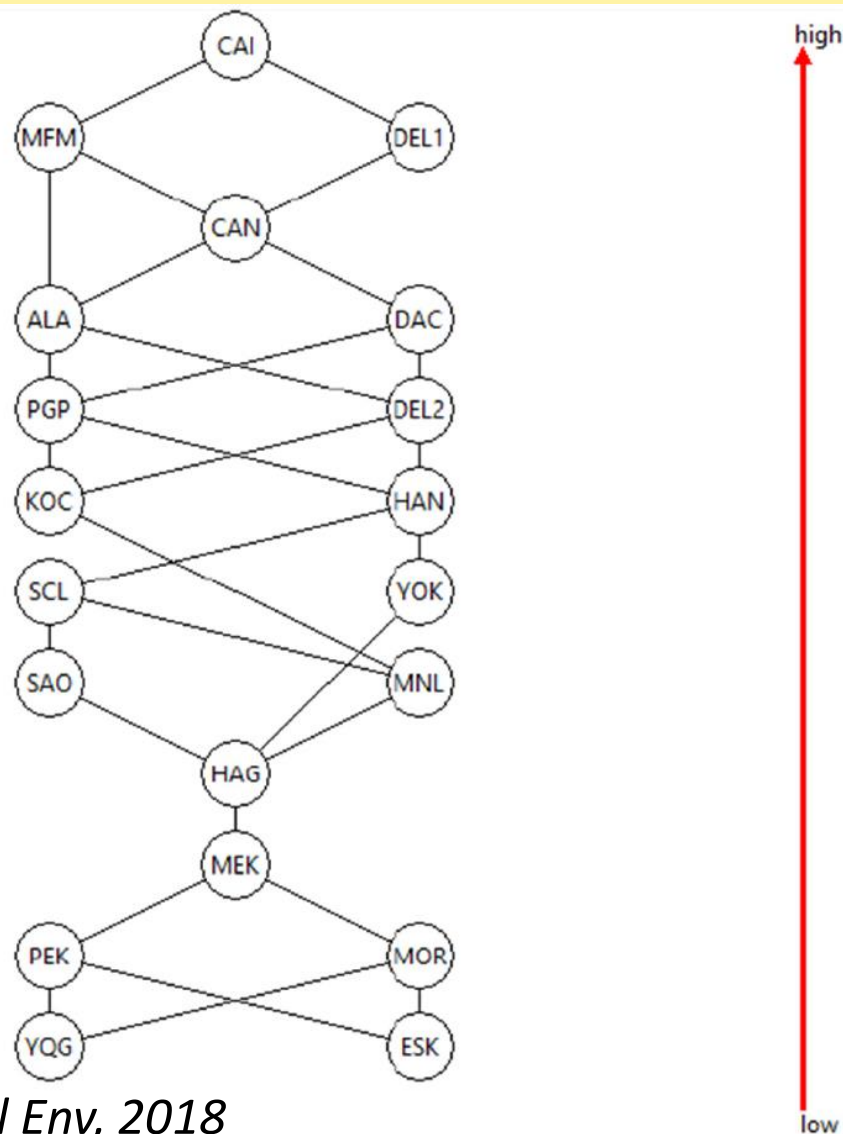 high
CAI
MFM DEL1
CAN
ALA DAC
PGP DEL2
KOC HAN
SCL YOK
SAO MNL
HAG
MEK
PEK MOR
YQG ESK
Env. 2018
low